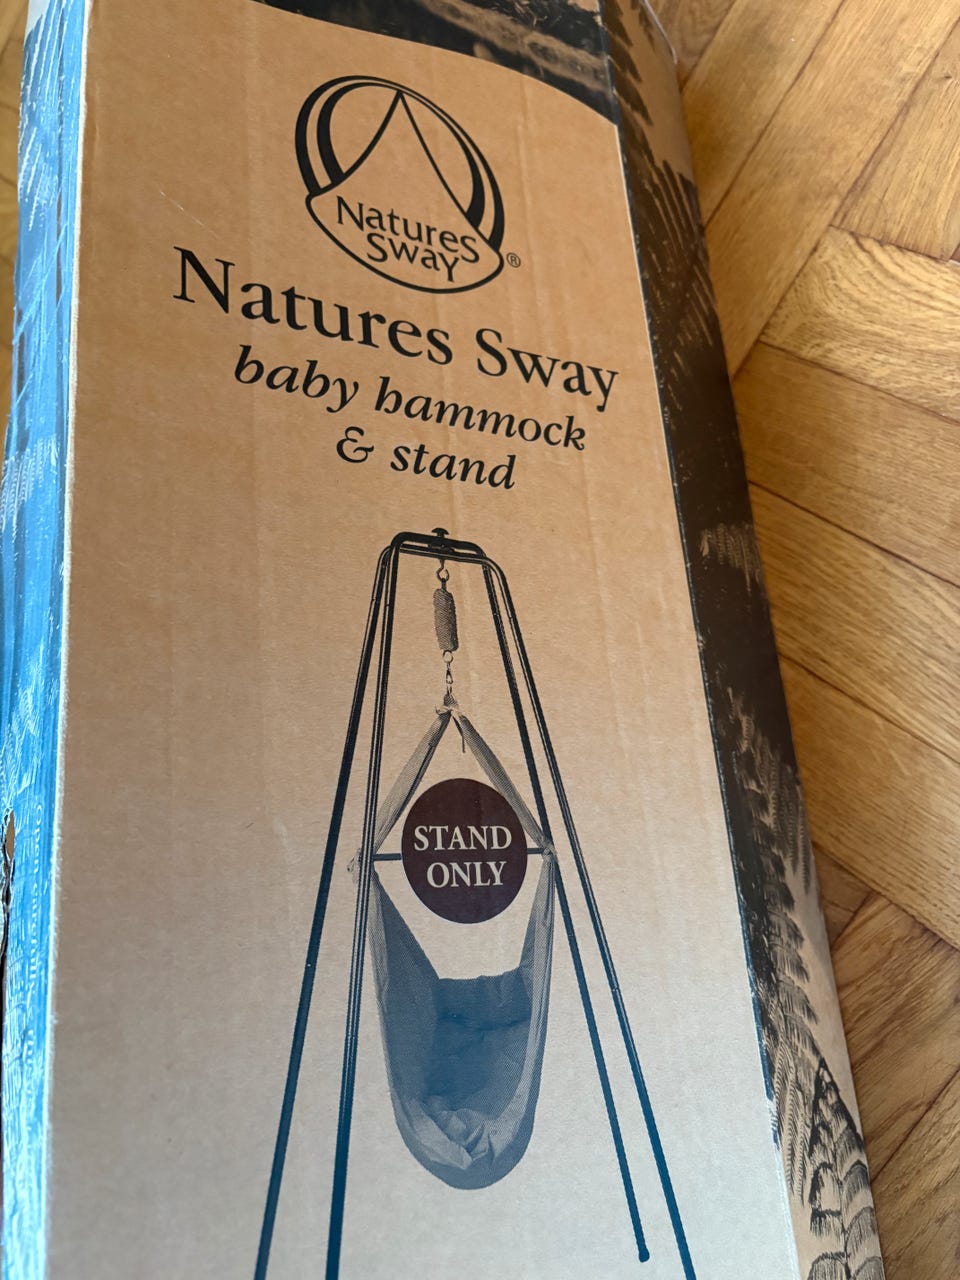 Natures
Sway
®
Natures Sway
baby hammock
& stand
STAND
ONLY